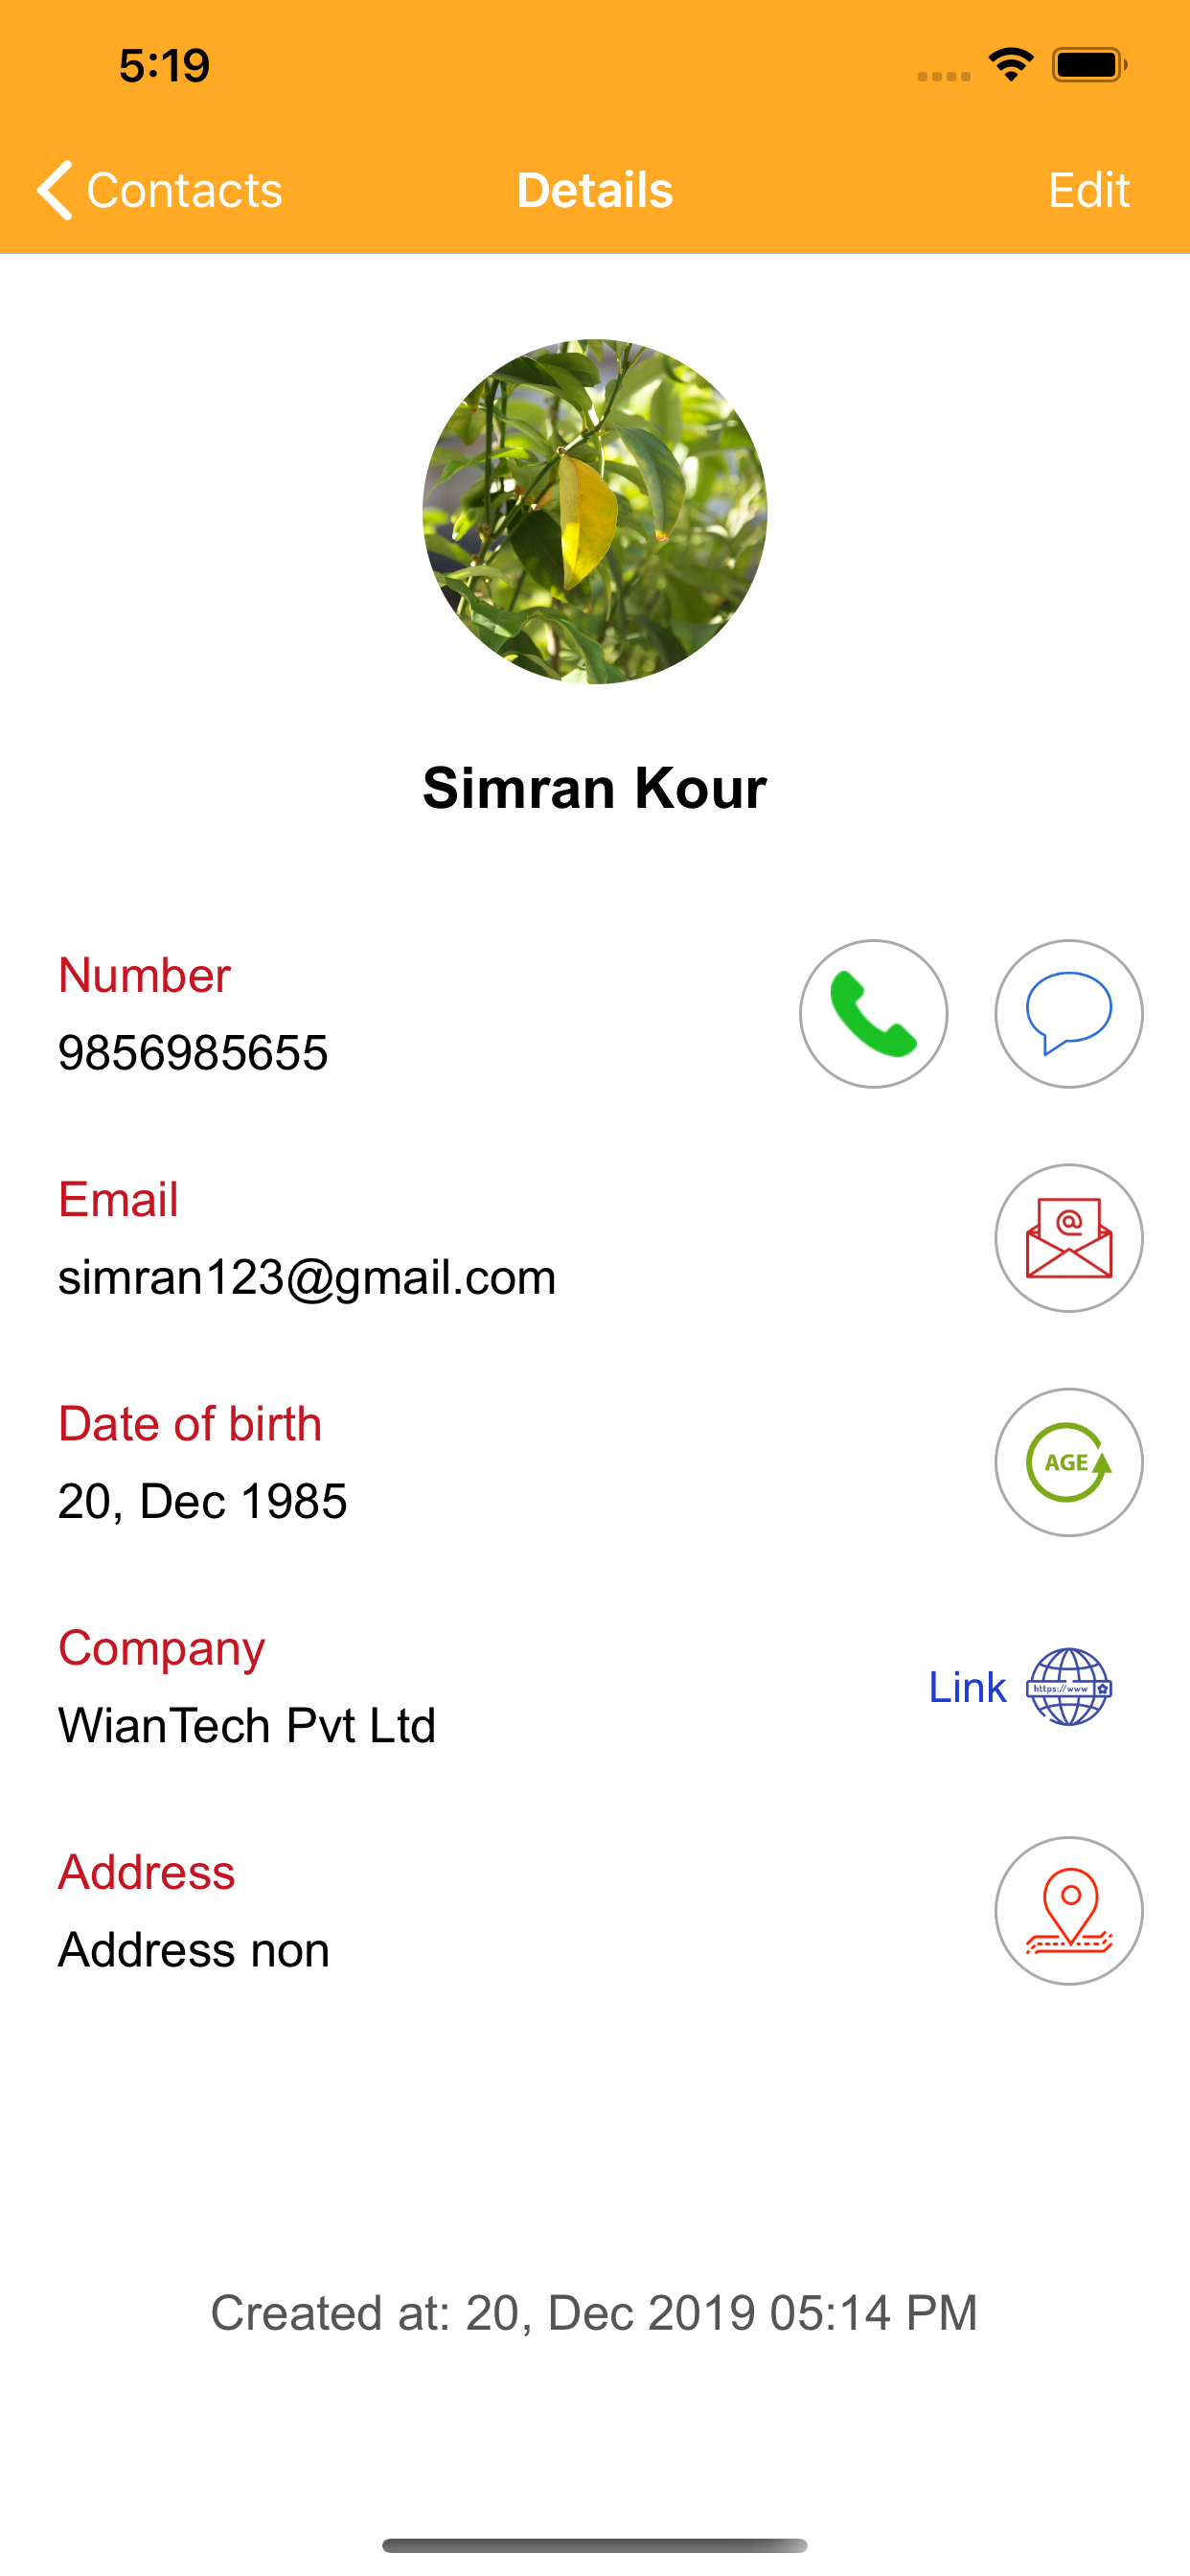 5:19
Contacts Details Edit
Simran Kour
Number
9856985655
Email
simran123@gmail.com
@
Date of birth
20, Dec 1985
AGE
Company
WianTech Pvt Ltd
Link
https://www
Address
Address non
Created at: 20, Dec 2019 05:14 PM